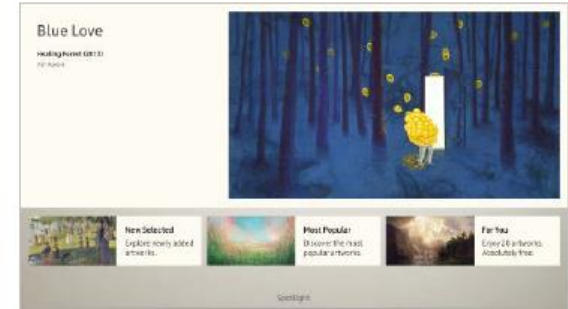 Blue Love
Healing Forest (2013)
New Selected
Explore newly added
artworks.
Most Popular
Discover the most
popular artworks.
For You
Enjoy 20 artworks.
Absolutely free.
Spotlight